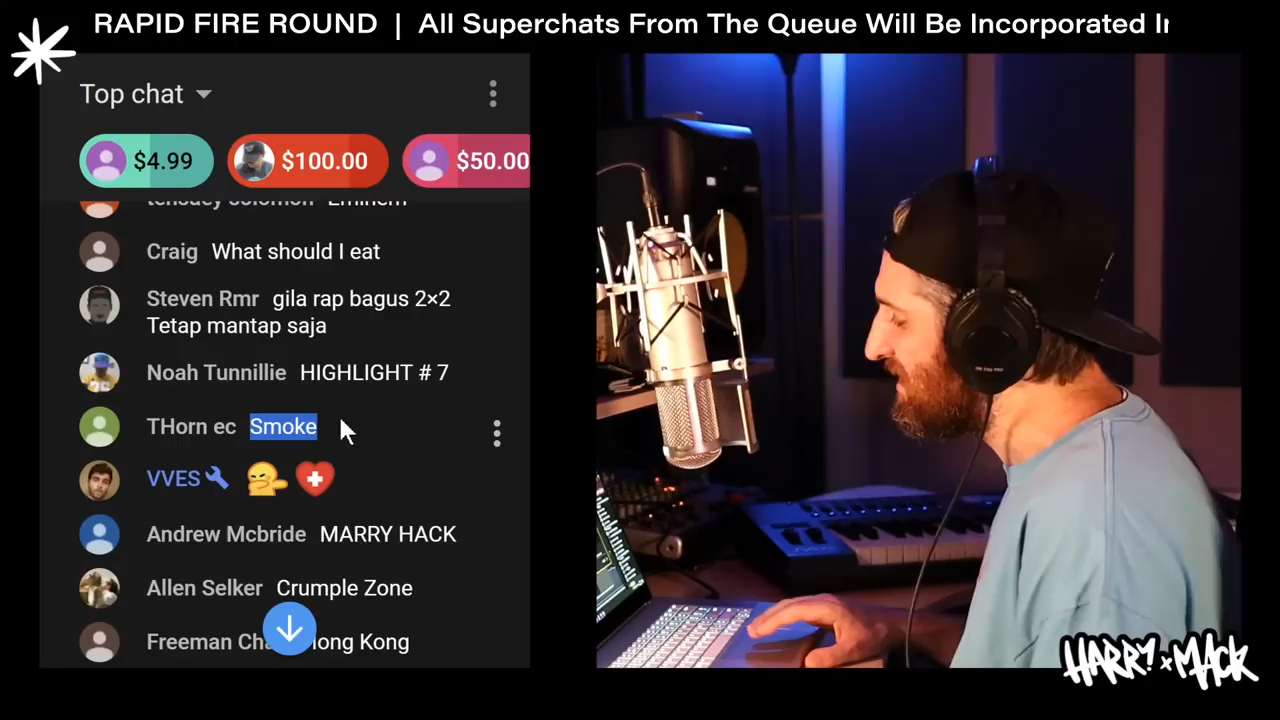 RAPID FIRE ROUND | All Superchats From The Queue Will Be Incorporated
Top chat
$4.99 $100.00 $50.00
Eminem
Craig What should I eat
Steven Rmr gila rap bagus 2×2
Tetap mantap saja
Noah Tunnillie HIGHLIGHT # 7
THorn ec Smoke
VVES
Andrew Mcbride MARRY HACK
Allen Selker Crumple Zone
Freeman Kong
HARRY x MACK